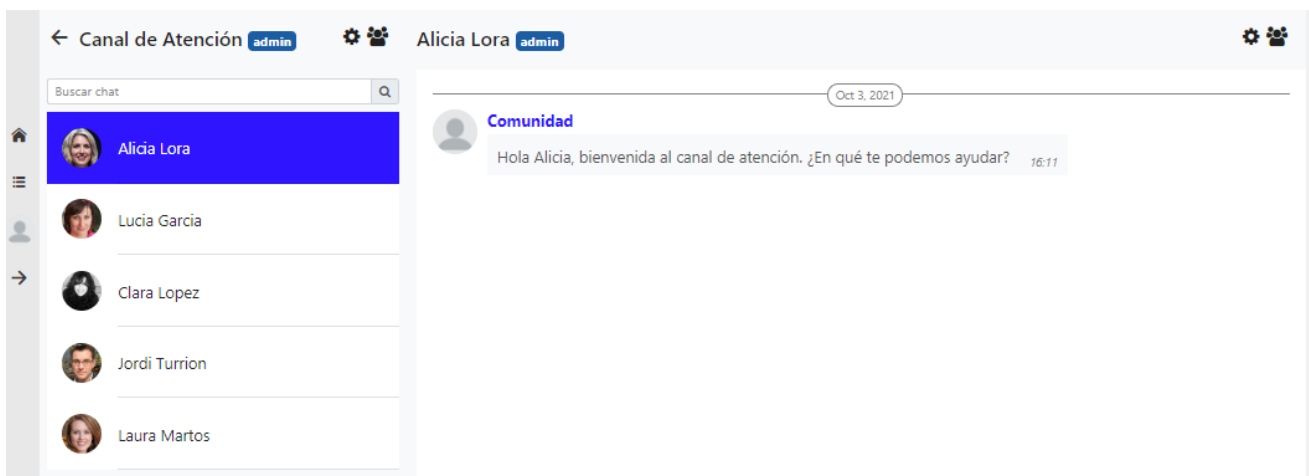 Canal de Atención admin
Buscar chat
Alicia Lora
Lucia Garcia
Clara Lopez
Jordi Turrion
Laura Martos
Alicia Lora admin
Oct 3, 2021
Comunidad
Hola Alicia, bienvenida al canal de atención. ¿En qué te podemos ayudar? 16:11